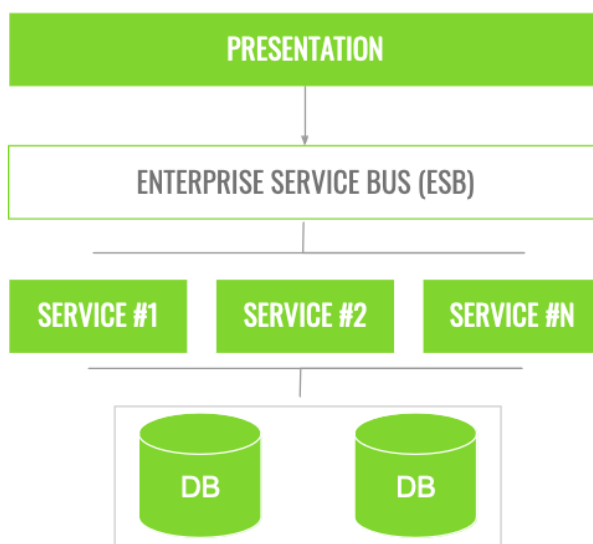 PRESENTATION
ENTERPRISE SERVICE BUS (ESB)
SERVICE #1
SERVICE #2
SERVICE #N
DB
DB